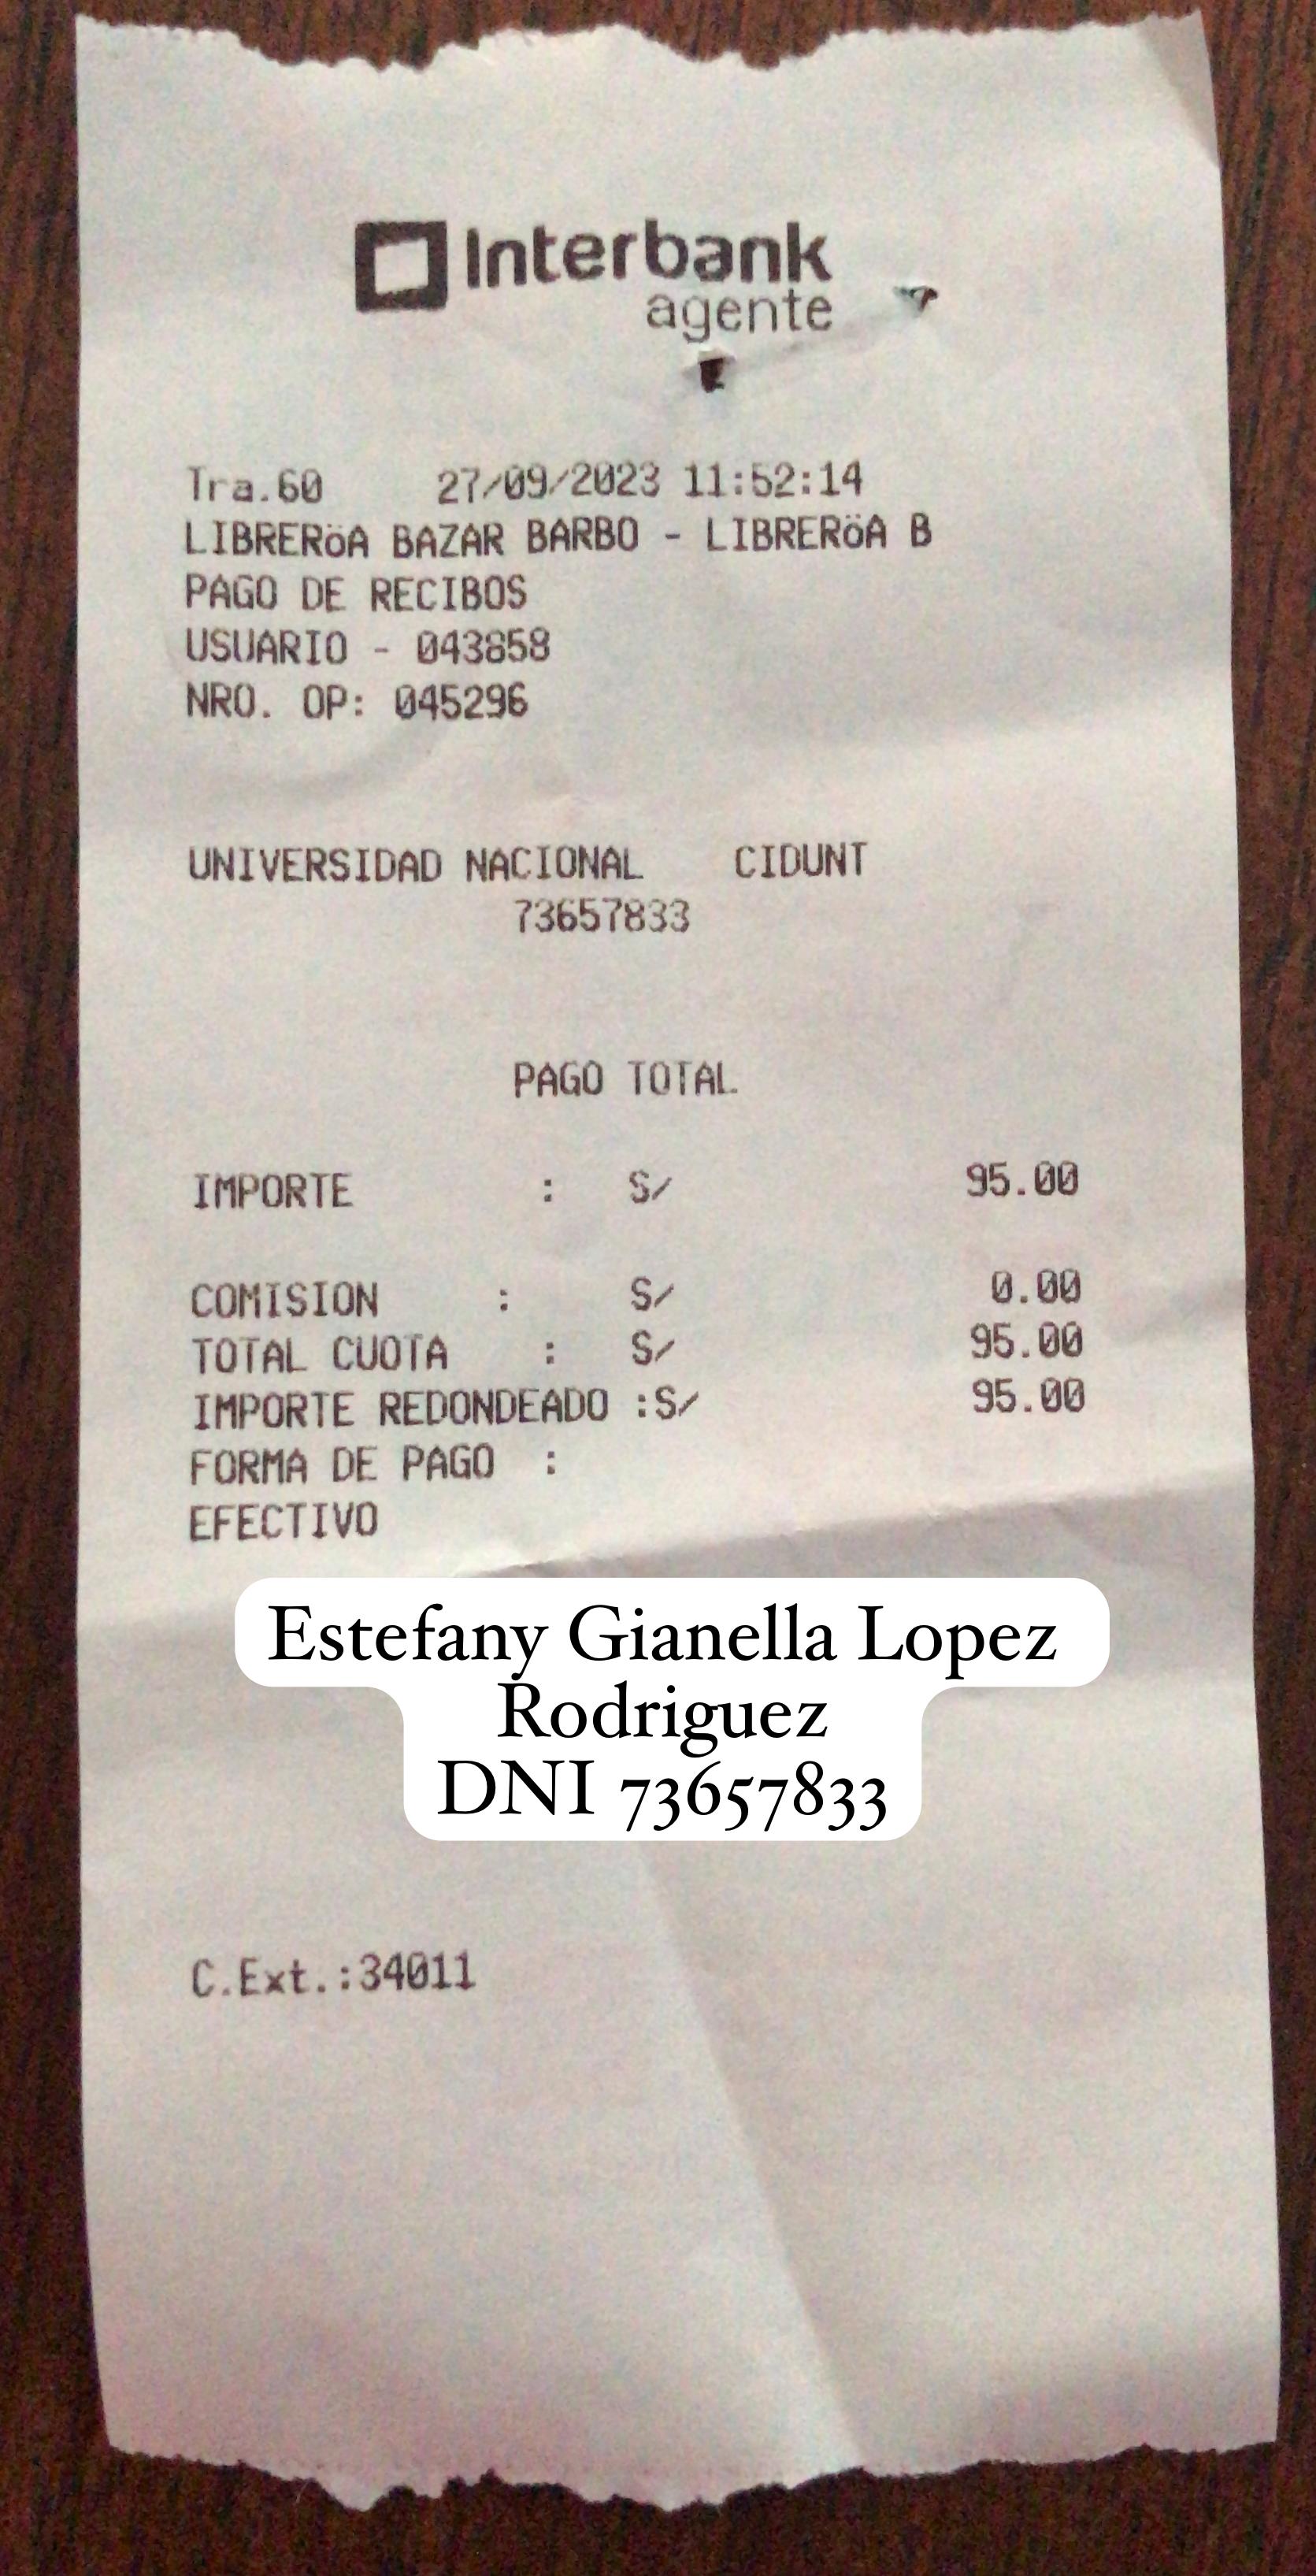 Interbank
agente
Tra.60 27/09/2023 11:52:14
LIBRERöA BAZAR BARBO - LIBRERöA B
PAGO DE RECIBOS
USUARIO - 043858
NRO. OP: 045296
UNIVERSIDAD NACIONAL CIDUNT
73657833
PAGO TOTAL
IMPORTE : S/ 95.00
COMISION : S/ 0.00
TOTAL CUOTA : S/ 95.00
IMPORTE REDONDEADO :S/ 95.00
FORMA DE PAGO :
EFECTIVO
Estefany Gianella Lopez
Rodriguez
DNI 73657833
C.Ext.:34011